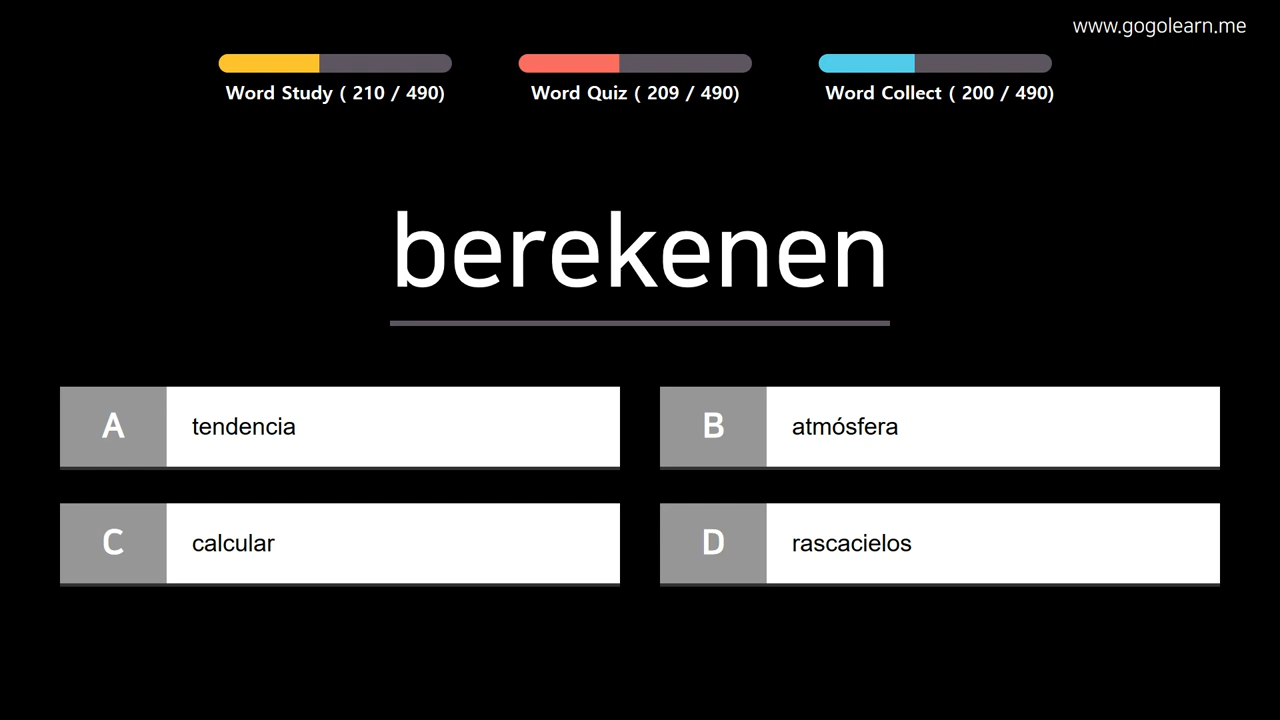 www.gogolearn.me
Word Study ( 210 / 490)
Word Quiz ( 209 / 490)
Word Collect ( 200 / 490)
berekenen
A
tendencia
B
atmósfera
C
calcular
D
rascacielos